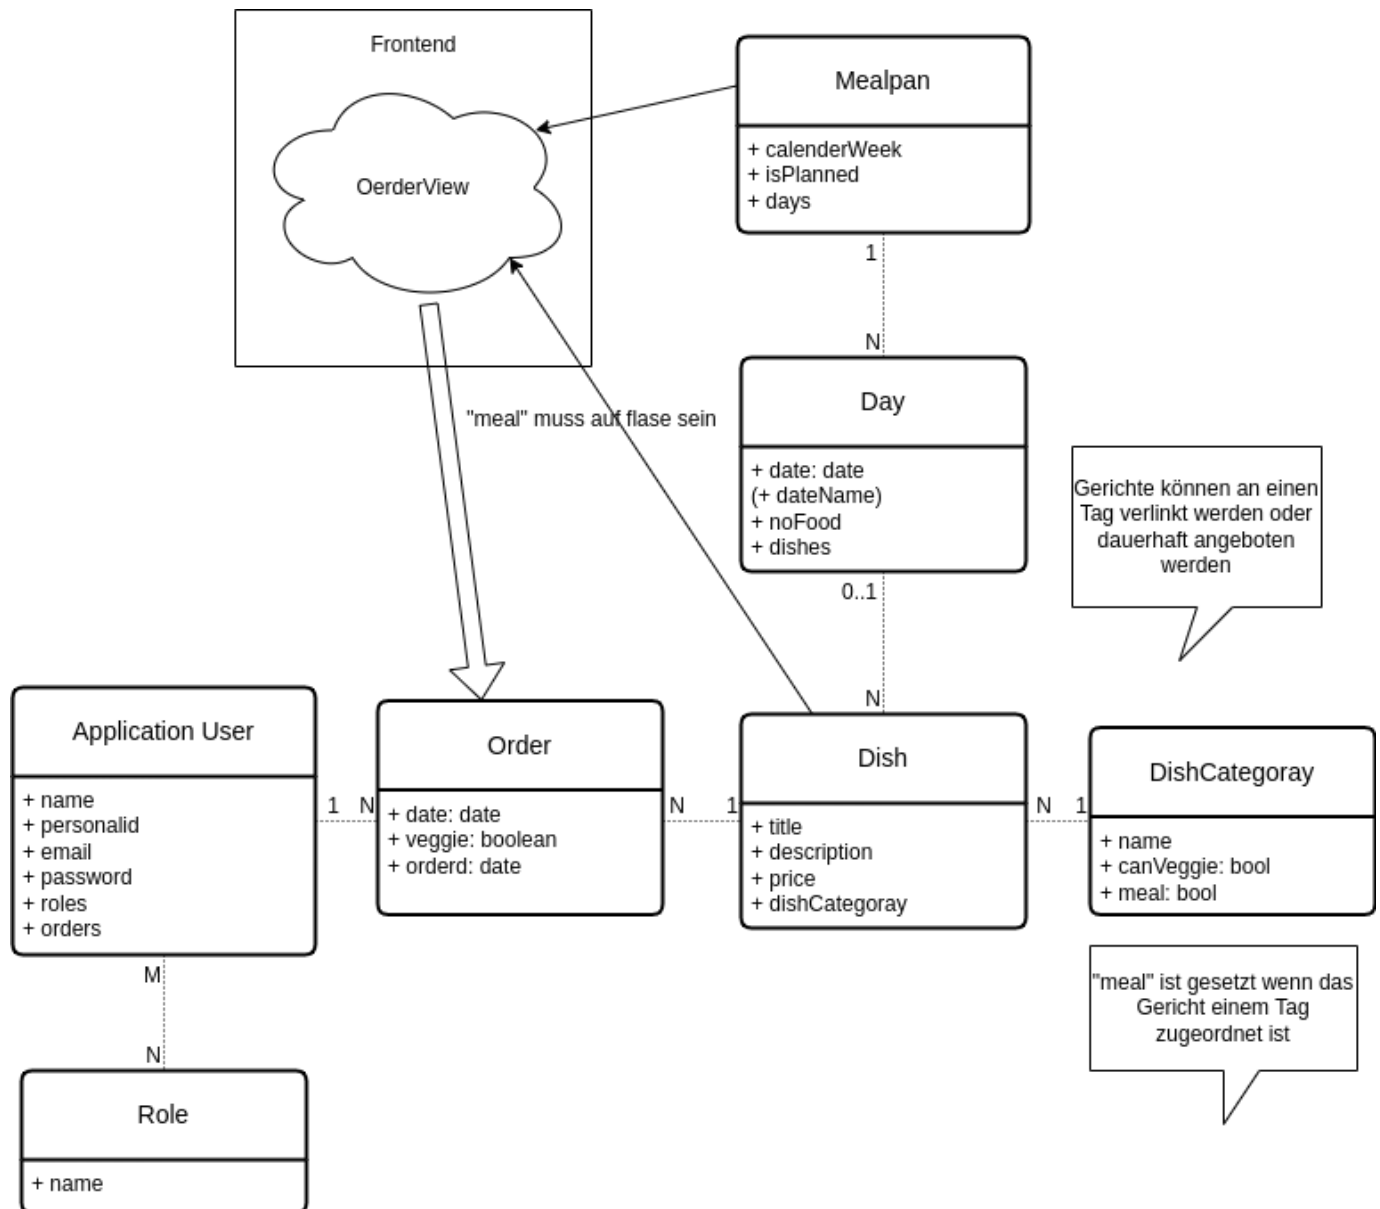 Frontend
OerderView
Mealpan
+ calenderWeek
+ isPlanned
+ days
1
N
"meal" muss auf flase sein
Day
+ date: date
(+ dateName)
+ noFood
+ dishes
0..1
N
Gerichte können an einen
Tag verlinkt werden oder
dauerhaft angeboten
werden
Application User
+ name
+ personalid
+ email
+ password
+ roles
+ orders
1 N
Order
+ date: date
+ veggie: boolean
+ orderd: date
N 1
Dish
+ title
+ description
+ price
+ dishCategoray
N 1
DishCategoray
+ name
+ canVeggie: bool
+ meal: bool
"meal" ist gesetzt wenn das
Gericht einem Tag
zugeordnet ist
M
N
Role
+ name